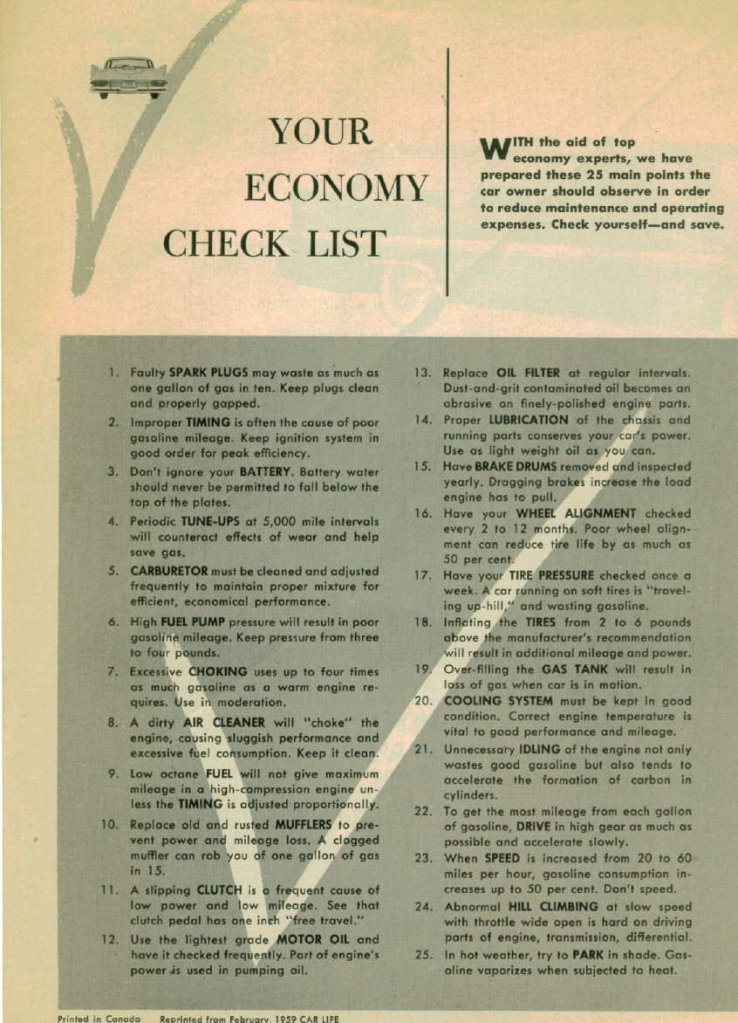 YOUR
ECONOMY
CHECK LIST
WITH the aid of top
economy experts, we have
prepared these 25 main points the
car owner should observe in order
to reduce maintenance and operating
expenses. Check yourself—and save.
1. Faulty SPARK PLUGS may waste as much as
one gallon of gas in ten. Keep plugs clean
and properly gapped.
2. Improper TIMING is often the cause of poor
gasoline mileage. Keep ignition system in
good order for peak efficiency.
3. Don't ignore your BATTERY. Battery water
should never be permitted to fall below the
top of the plates.
4. Periodic TUNE-UPS at 5,000 mile intervals
will counteract effects of wear and help
save gas.
5. CARBURETOR must be cleaned and adjusted
frequently to maintain proper mixture for
efficient, economical performance.
6. High FUEL PUMP pressure will result in poor
gasoline mileage. Keep pressure from three
to four pounds.
7. Excessive CHOKING uses up to four times
as much gasoline as a warm engine re-
quires. Use in moderation.
8. A dirty AIR CLEANER will "choke" the
engine, causing sluggish performance and
excessive fuel consumption. Keep it clean.
9. Low octane FUEL will not give maximum
mileage in a high-compression engine un-
less the TIMING is adjusted proportionally.
10. Replace old and rusted MUFFLERS to pre-
vent power and mileage loss. A clogged
muffler can rob you of one gallon of gas
in 15.
11. A slipping CLUTCH is a frequent cause of
low power and low mileage. See that
clutch pedal has one inch "free travel."
12. Use the lightest grade MOTOR OIL and
have it checked frequently. Part of engine's
power is used in pumping oil.
13. Replace OIL FILTER at regular intervals.
Dust-and-grit contaminated oil becomes an
abrasive on finely-polished engine parts.
14. Proper LUBRICATION of the chassis and
running parts conserves your car's power.
Use as light weight oil as you can.
15. Have BRAKE DRUMS removed and inspected
yearly. Dragging brakes increase the load
engine has to pull.
16. Have your WHEEL ALIGNMENT checked
every 2 to 12 months. Poor wheel align-
ment can reduce tire life by as much as
50 per cent.
17. Have your TIRE PRESSURE checked once a
week. A car running on soft tires is "travel-
ing up-hill," and wasting gasoline.
18. Inflating the TIRES from 2 to 6 pounds
above the manufacturer's recommendation
will result in additional mileage and power.
19. Over-filling the GAS TANK will result in
loss of gas when car is in motion.
20. COOLING SYSTEM must be kept in good
condition. Correct engine temperature is
vital to good performance and mileage.
21. Unnecessary IDLING of the engine not only
wastes good gasoline but also tends to
accelerate the formation of carbon in
cylinders.
22. To get the most mileage from each gallon
of gasoline, DRIVE in high gear as much as
possible and accelerate slowly.
23. When SPEED is increased from 20 to 60
miles per hour, gasoline consumption in-
creases up to 50 per cent. Don't speed.
24. Abnormal HILL CLIMBING at slow speed
with throttle wide open is hard on driving
parts of engine, transmission, differential.
25. In hot weather, try to PARK in shade. Gas-
oline vaporizes when subjected to heat.
Printed in Canada Reprinted from February, 1959 CAR LIFE